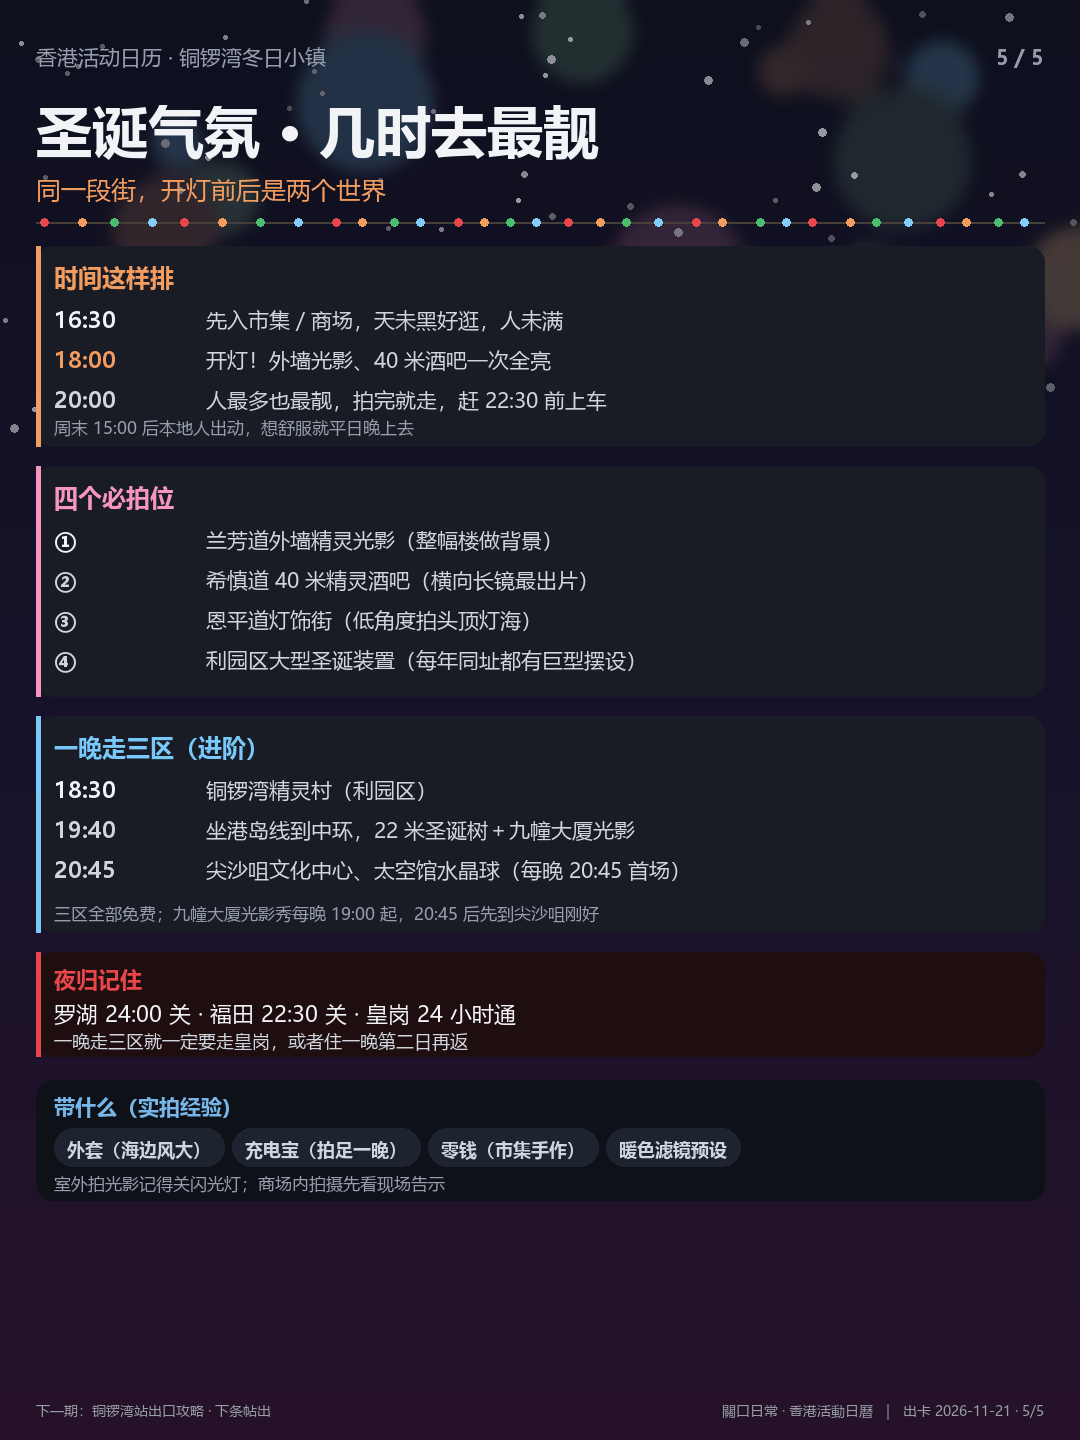 香港活动日历 · 铜锣湾冬日小镇
5 / 5
圣诞气氛 • 几时去最靓
同一段街，开灯前后是两个世界
时间这样排
16:30 先入市集 / 商场，天未黑好逛，人未满
18:00 开灯！外墙光影、40 米酒吧一次全亮
20:00 人最多也最靓，拍完就走，赶 22:30 前上车
周末 15:00 后本地人出动，想舒服就平日晚上去
四个必拍位
① 兰芳道外墙精灵光影（整幅楼做背景）
② 希慎道 40 米精灵酒吧（横向长镜最出片）
③ 恩平道灯饰街（低角度拍头顶灯海）
④ 利园区大型圣诞装置（每年同址都有巨型摆设）
一晚走三区（进阶）
18:30 铜锣湾精灵村（利园区）
19:40 坐港岛线到中环，22 米圣诞树 + 九幢大厦光影
20:45 尖沙咀文化中心、太空馆水晶球（每晚 20:45 首场）
三区全部免费；九幢大厦光影秀每晚 19:00 起，20:45 后先到尖沙咀刚好
夜归记住
罗湖 24:00 关 · 福田 22:30 关 · 皇岗 24 小时通
一晚走三区就一定要走皇岗，或者住一晚第二日再返
带什么（实拍经验）
外套（海边风大） 充电宝（拍足一晚） 零钱（市集手作） 暖色滤镜预设
室外拍光影记得关闪光灯；商场内拍摄先看现场告示
下一期：铜锣湾站出口攻略 · 下条帖出
關口日常 · 香港活動日曆 ｜ 出卡 2026-11-21 · 5/5